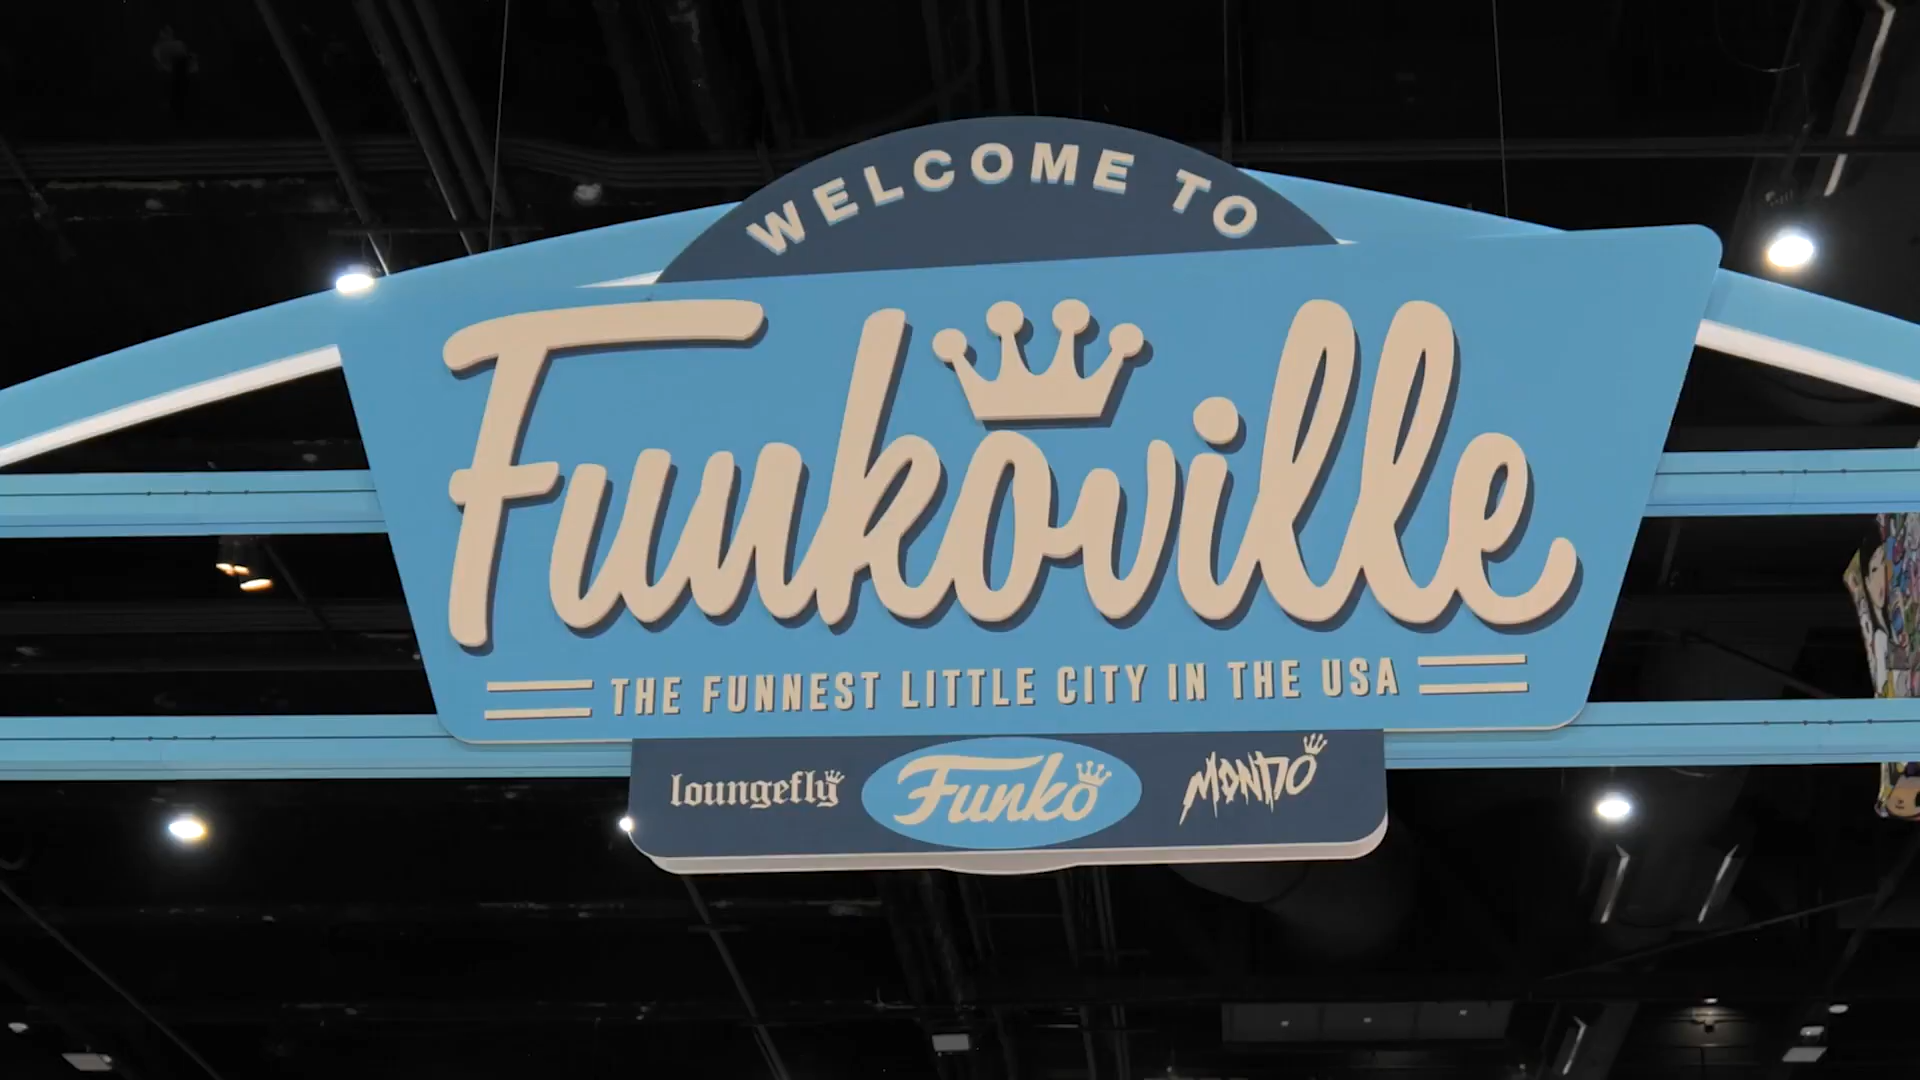 WELCOME TO
Funkoville
THE FUNNEST LITTLE CITY IN THE USA
loungefly Funko MONDO